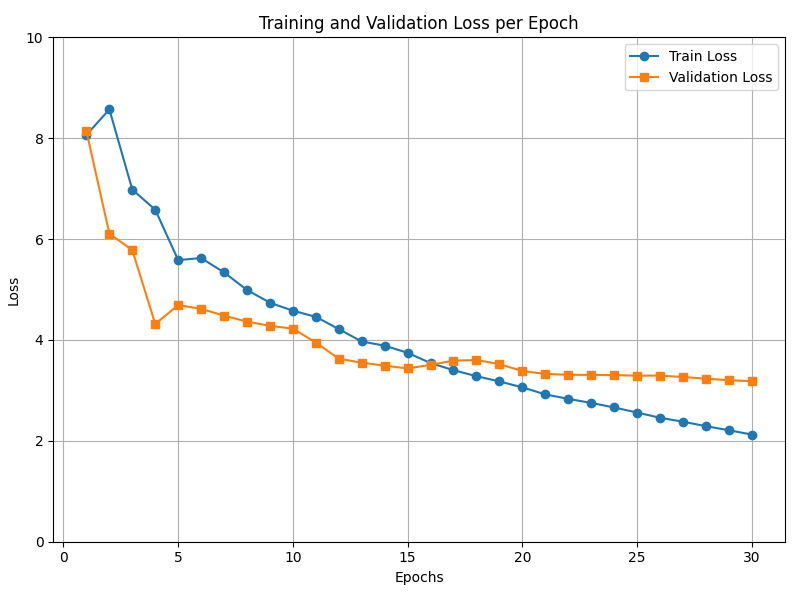 Training and Validation Loss per Epoch
Train Loss
Validation Loss
Loss
10
8
6
4
2
0
0 5 10 15 20 25 30
Epochs